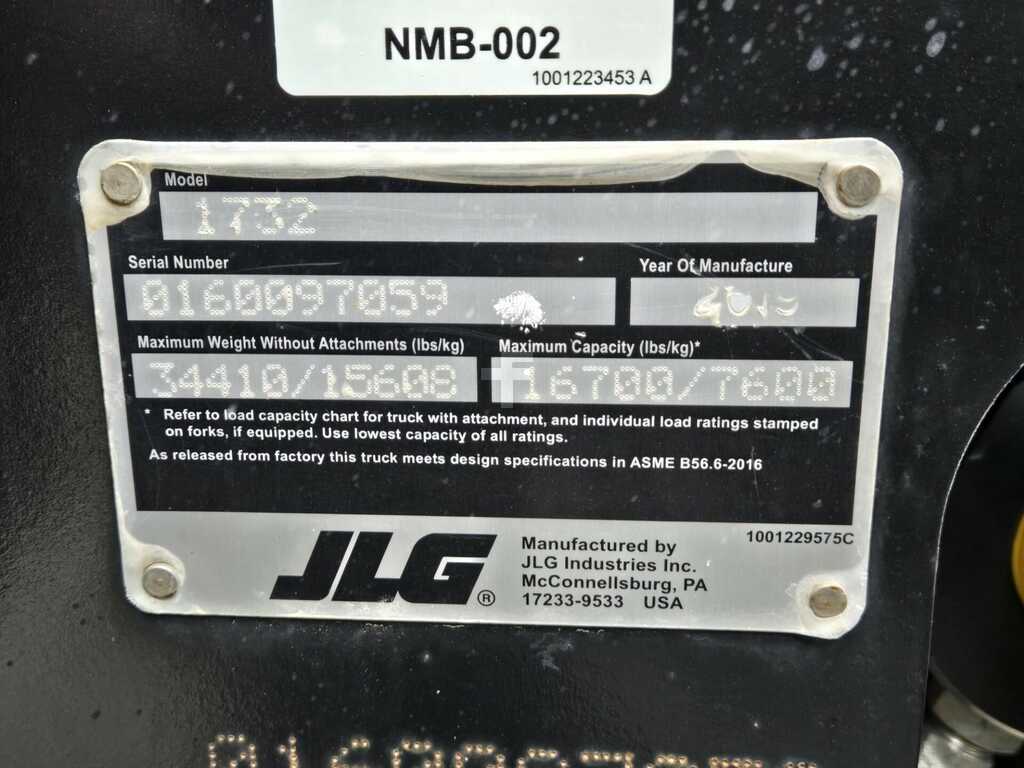 NMB-002
1001223453 A
Model
1732
Serial Number
0160097059
Year Of Manufacture
Maximum Weight Without Attachments (lbs/kg)
34410/15608
Maximum Capacity (lbs/kg)*
16700/7600
* Refer to load capacity chart for truck with attachment, and individual load ratings stamped
on forks, if equipped. Use lowest capacity of all ratings.
As released from factory this truck meets design specifications in ASME B56.6-2016
JLG®
Manufactured by
JLG Industries Inc.
McConnellsburg, PA
17233-9533 USA
1001229575C